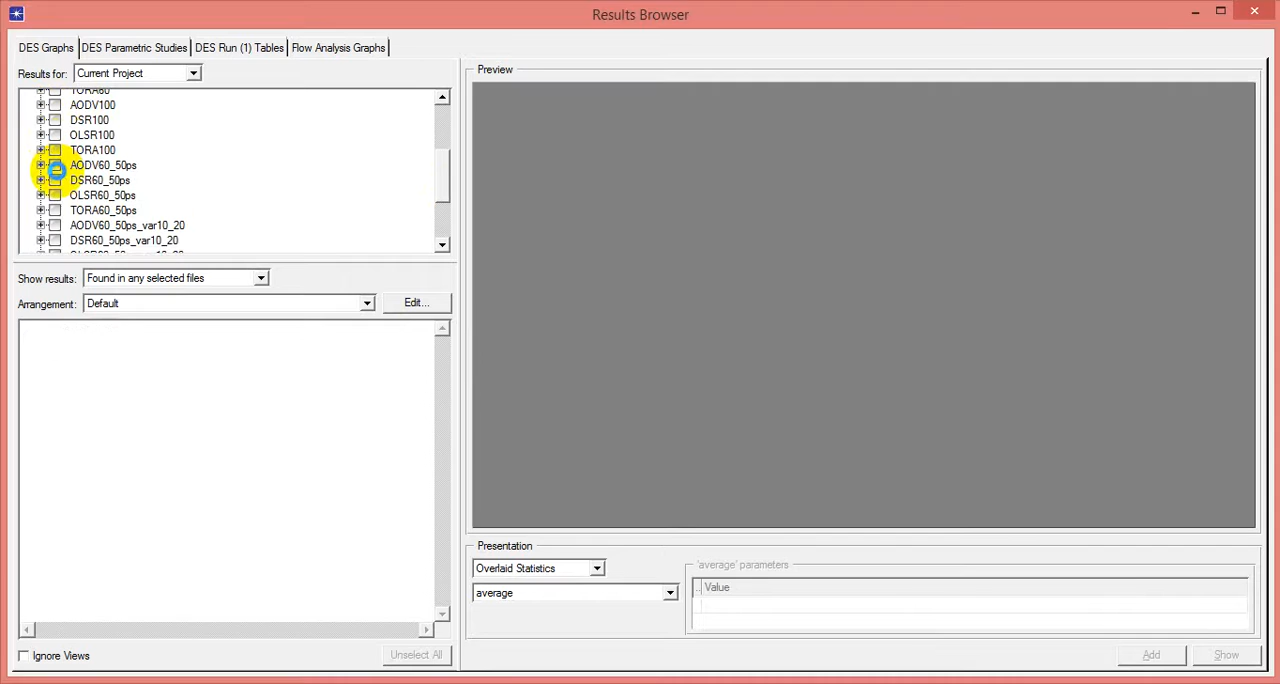 Results Browser
DES Graphs DES Parametric Studies DES Run (1) Tables Flow Analysis Graphs
Results for: Current Project
TORA60
AODV100
DSR100
OLSR100
TORA100
AODV60_50ps
DSR60_50ps
OLSR60_50ps
TORA60_50ps
AODV60_50ps_var10_20
DSR60_50ps_var10_20
Show results: Found in any selected files
Arrangement: Default Edit...
Ignore Views Unselect All
Preview
Presentation
Overlaid Statistics
average
'average' parameters
.. Value
Add Show